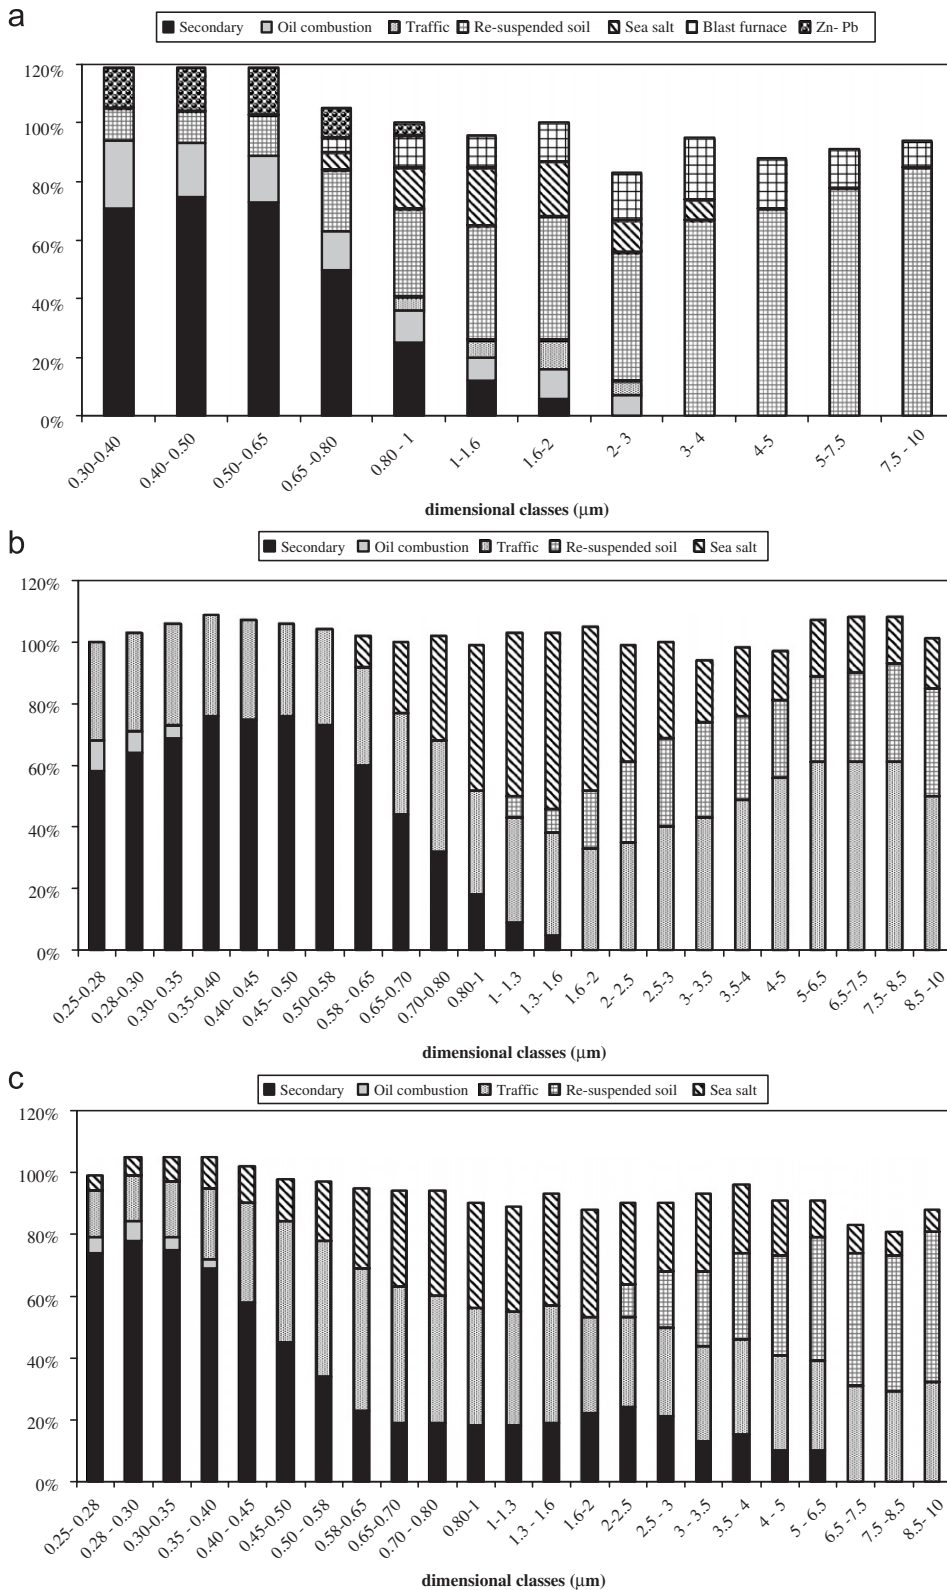 a
Secondary Oil combustion Traffic Re-suspended soil Sea salt Blast furnace Zn- Pb
120%
100%
80%
60%
40%
20%
0%
0.30-0.40 0.40- 0.50 0.50- 0.65 0.65 -0.80 0.80 - 1 1-1.6 1.6-2 2- 3 3- 4 4-5 5-7.5 7.5 - 10
dimensional classes (µm)
b
Secondary Oil combustion Traffic Re-suspended soil Sea salt
120%
100%
80%
60%
40%
20%
0%
0.25-0.28 0.28-0.30 0.30- 0.35 0.35-0.40 0.40- 0.45 0.45- 0.50 0.50-0.58 0.58 - 0.65 0.65-0.70 0.70-0.80 0.80-1 1- 1.3 1.3- 1.6 1.6-2 2- 2.5 2.5-3 3- 3.5 3.5- 4 4-5 5-6.5 6.5-7.5 7.5- 8.5 8.5 -10
dimensional classes (µm)
c
Secondary Oil combustion Traffic Re-suspended soil Sea salt
120%
100%
80%
60%
40%
20%
0%
0.25- 0.28 0.28 - 0.30 0.30-0.35 0.35 - 0.40 0.40 - 0.45 0.45-0.50 0.50 - 0.58 0.58-0.65 0.65-0.70 0.70 - 0.80 0.80-1 1-1.3 1.3 - 1.6 1.6-2 2-2.5 2.5 - 3 3 - 3.5 3.5 - 4 4 - 5 5 - 6.5 6.5 -7.5 7.5 -8.5 8.5- 10
dimensional classes (µm)